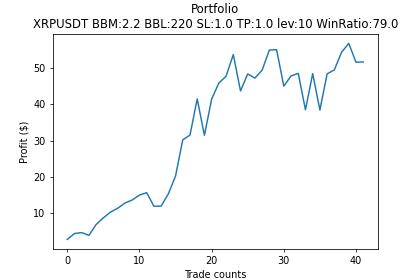 Portfolio
XRPUSDT BBM:2.2 BBL:220 SL:1.0 TP:1.0 lev:10 WinRatio:79.0
50
40
30
20
10
Profit ($)
0 10 20 30 40
Trade counts